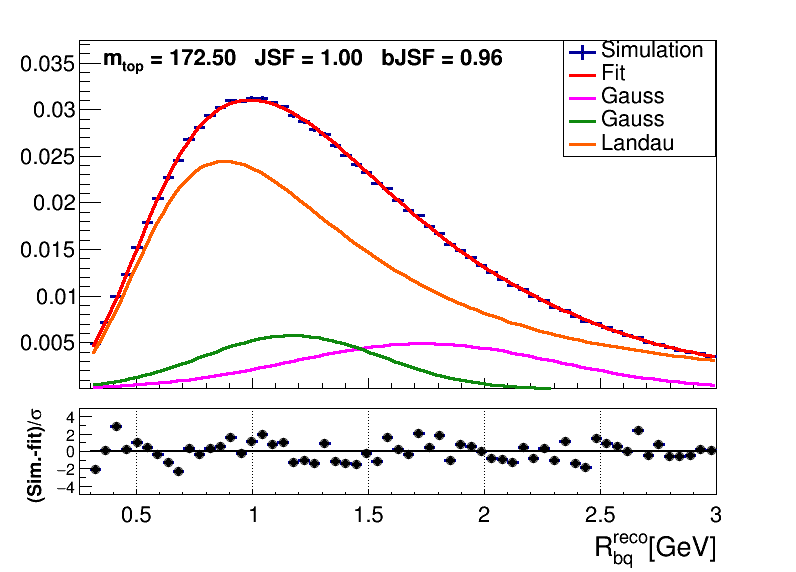 m_top = 172.50 JSF = 1.00 bJSF = 0.96
Simulation
Fit
Gauss
Gauss
Landau
0.035
0.03
0.025
0.02
0.015
0.01
0.005
(Sim.-fit)/σ
4
2
0
−2
−4
0.5 1 1.5 2 2.5 3
R_bq^reco[GeV]